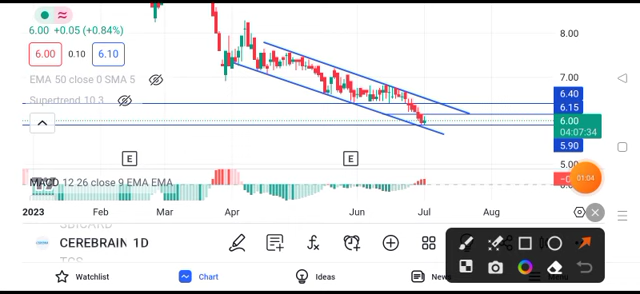 6.00 +0.05 (+0.84%)
6.00 0.10 6.10
EMA 50 close 0 SMA 5
Supertrend 10 3
8.00
7.00
6.40
6.15
6.00
04:07:34
5.90
5.00
E E
MACD 12 26 close 9 EMA EMA
01:04
2023 Feb Mar Apr Jun Jul Aug
CEREBRAIN 1D
Watchlist Chart Ideas News